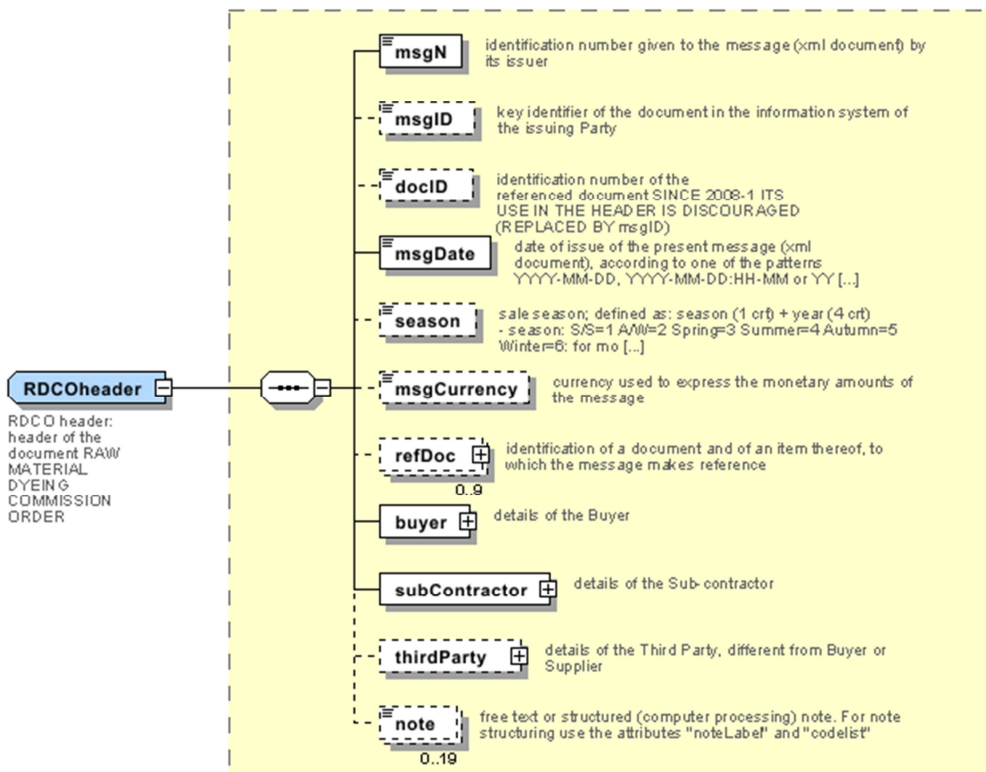 msgN
identification number given to the message (xml document) by
its issuer
msgID
key identifier of the document in the information system of
the issuing Party
docID
identification number of the
referenced document SINCE 2008-1 ITS
USE IN THE HEADER IS DISCOURAGED
(REPLACED BY msgID)
msgDate
date of issue of the present message (xml
document), according to one of the patterns
YYYY-MM-DD, YYYY-MM-DD:HH-MM or YY [...]
season
sale season; defined as: season (1 crt) + year (4 crt)
- season: S/S=1 A/W=2 Spring=3 Summer=4 Autumn=5
Winter=6: for mo [...]
RDCOheader
RDCO header:
header of the
document RAW
MATERIAL
DYEING
COMMISSION
ORDER
msgCurrency
currency used to express the monetary amounts of
the message
refDoc
0..9
identification of a document and of an item thereof, to
which the message makes reference
buyer
details of the Buyer
subContractor
details of the Sub-contractor
thirdParty
details of the Third Party, different from Buyer or
Supplier
note
0..19
free text or structured (computer processing) note. For note
structuring use the attributes "noteLabel" and "codelist"